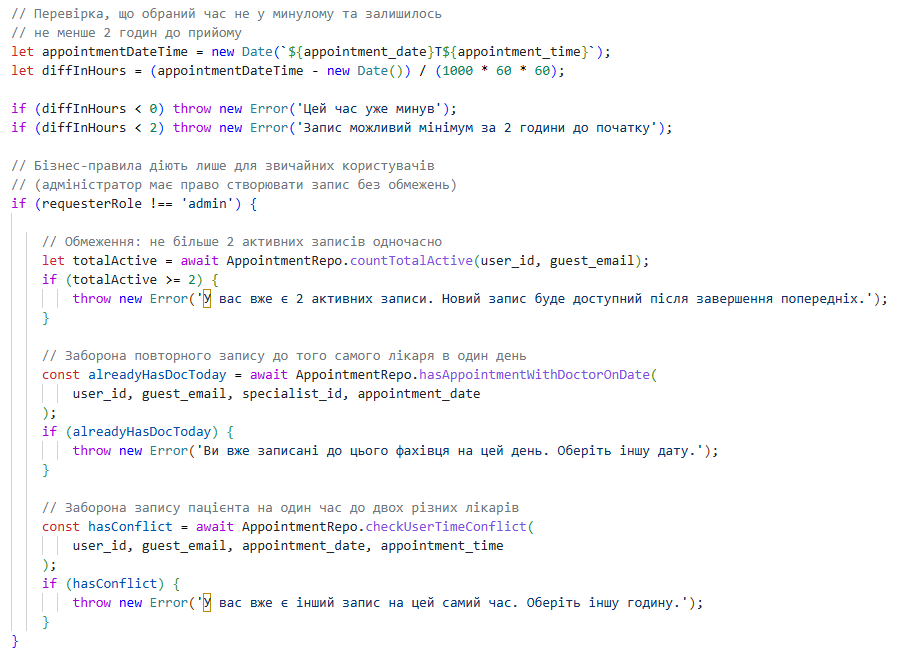 // Перевірка, що обраний час не у минулому та залишилось
// не менше 2 годин до прийому
let appointmentDateTime = new Date(`${appointment_date}T${appointment_time}`);
let diffInHours = (appointmentDateTime - new Date()) / (1000 * 60 * 60);

if (diffInHours < 0) throw new Error('Цей час уже минув');
if (diffInHours < 2) throw new Error('Запис можливий мінімум за 2 години до початку');

// Бізнес-правила діють лише для звичайних користувачів
// (адміністратор має право створювати запис без обмежень)
if (requesterRole !== 'admin') {

    // Обмеження: не більше 2 активних записів одночасно
    let totalActive = await AppointmentRepo.countTotalActive(user_id, guest_email);
    if (totalActive >= 2) {
        throw new Error('У вас вже є 2 активних записи. Новий запис буде доступний після завершення попередніх.');
    }

    // Заборона повторного запису до того самого лікаря в один день
    const alreadyHasDocToday = await AppointmentRepo.hasAppointmentWithDoctorOnDate(
        user_id, guest_email, specialist_id, appointment_date
    );
    if (alreadyHasDocToday) {
        throw new Error('Ви вже записані до цього фахівця на цей день. Оберіть іншу дату.');
    }

    // Заборона запису пацієнта на один час до двох різних лікарів
    const hasConflict = await AppointmentRepo.checkUserTimeConflict(
        user_id, guest_email, appointment_date, appointment_time
    );
    if (hasConflict) {
        throw new Error('У вас вже є інший запис на цей самий час. Оберіть іншу годину.');
    }
}